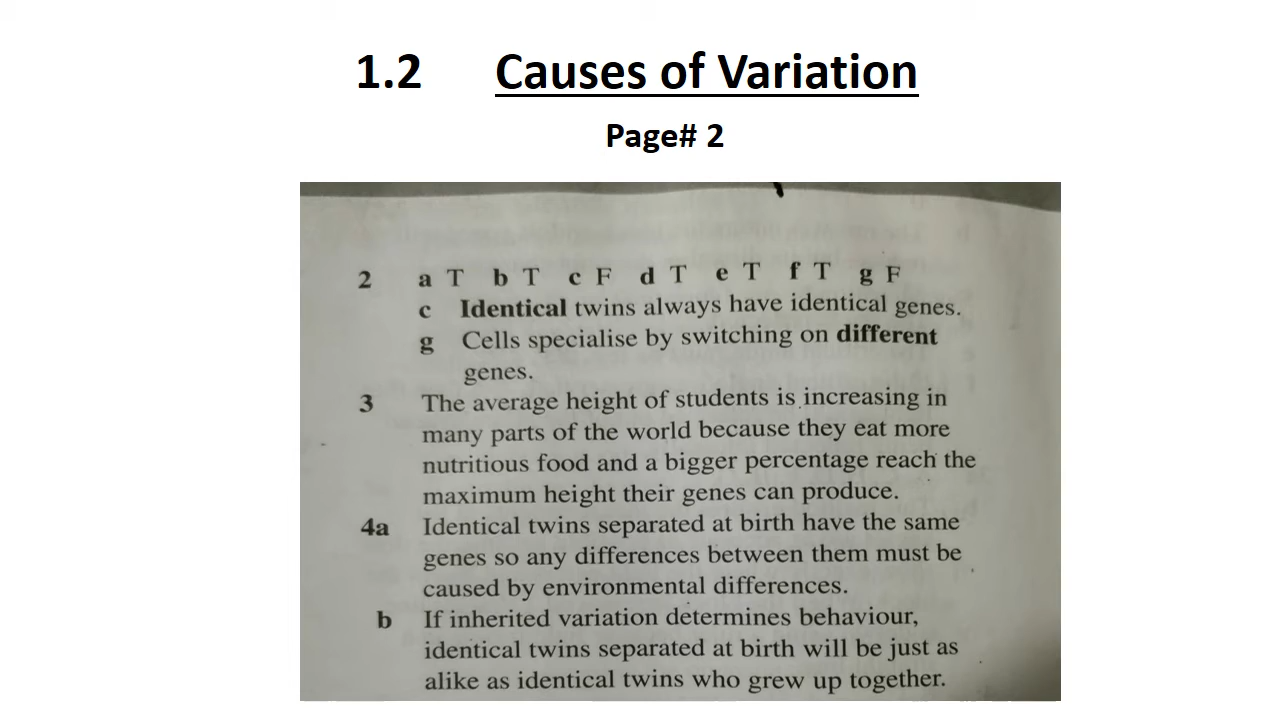 1.2 Causes of Variation
Page# 2
2 a T b T c F d T e T f T g F
c Identical twins always have identical genes.
g Cells specialise by switching on different
genes.
3 The average height of students is increasing in
many parts of the world because they eat more
nutritious food and a bigger percentage reach the
maximum height their genes can produce.
4a Identical twins separated at birth have the same
genes so any differences between them must be
caused by environmental differences.
b If inherited variation determines behaviour,
identical twins separated at birth will be just as
alike as identical twins who grew up together.